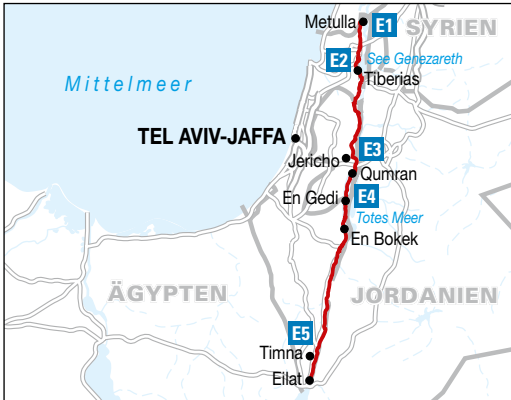 Metulla
E1
SYRIEN
E2
See Genezareth
Tiberias
Mittelmeer
TEL AVIV-JAFFA
E3
Jericho
Qumran
En Gedi
E4
Totes Meer
En Bokek
ÄGYPTEN
JORDANIEN
E5
Timna
Eilat